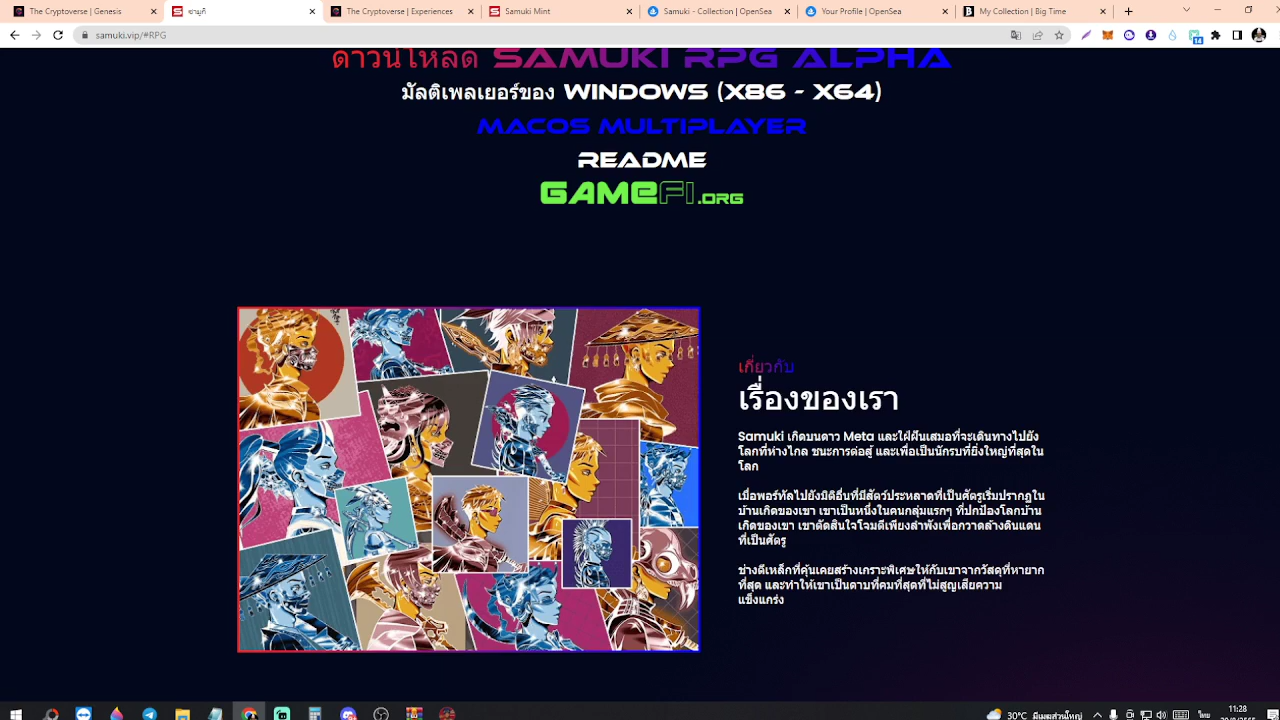 The Cryptoverse | Genesis
ซามูกิ
The Cryptoverse | Experiences
Samuki Mint
Samuki - Collection | OpenSea
Your Profile | OpenSea
My Collection | Big Time
samuki.vip/#RPG
14
ดาวน์โหลด SAMUKI RPG ALPHA
มัลติเพลเยอร์ของ WINDOWS (X86 - X64)
MACOS MULTIPLAYER
README
GAMEFI.ORG
เกี่ยวกับ
เรื่องของเรา
Samuki เกิดบนดาว Meta และใฝ่ฝันเสมอที่จะเดินทางไปยัง
โลกที่ห่างไกล ชนะการต่อสู้ และเพื่อเป็นนักรบที่ยิ่งใหญ่ที่สุดใน
โลก
เมื่อพอร์ทัลไปยังมิติอื่นที่มีสัตว์ประหลาดที่เป็นศัตรูเริ่มปรากฏใน
บ้านเกิดของเขา เขาเป็นหนึ่งในคนกลุ่มแรกๆ ที่ปกป้องโลกบ้าน
เกิดของเขา เขาตัดสินใจโจมตีเพียงลำพังเพื่อกวาดล้างดินแดน
ที่เป็นศัตรู
ช่างตีเหล็กที่คุ้นเคยสร้างเกราะพิเศษให้กับเขาจากวัสดุที่หายาก
ที่สุด และทำให้เขาเป็นดาบที่คมที่สุดที่ไม่สูญเสียความ
แข็งแกร่ง
30°C มีเมฆส่วนใหญ่
ไทย
11:28